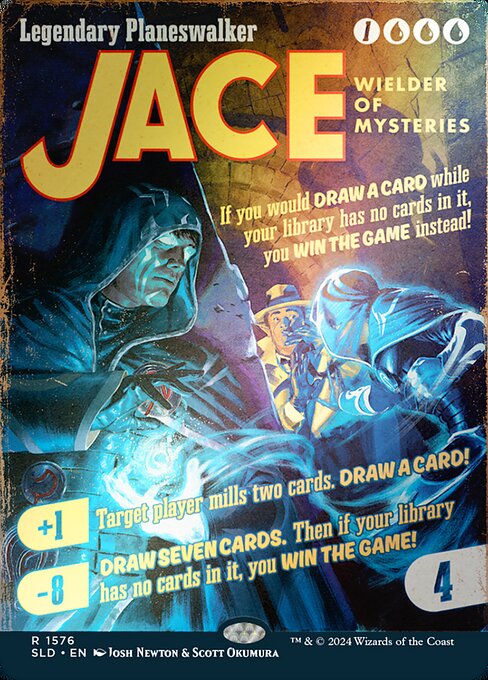 Legendary Planeswalker
1
JACE
WIELDER
OF
MYSTERIES
If you would DRAW A CARD while
your library has no cards in it,
you WIN THE GAME instead!
+1
Target player mills two cards. DRAW A CARD!
-8
DRAW SEVEN CARDS. Then if your library
has no cards in it, you WIN THE GAME!
4
R 1576
SLD • EN Josh Newton & Scott Okumura
™ & © 2024 Wizards of the Coast